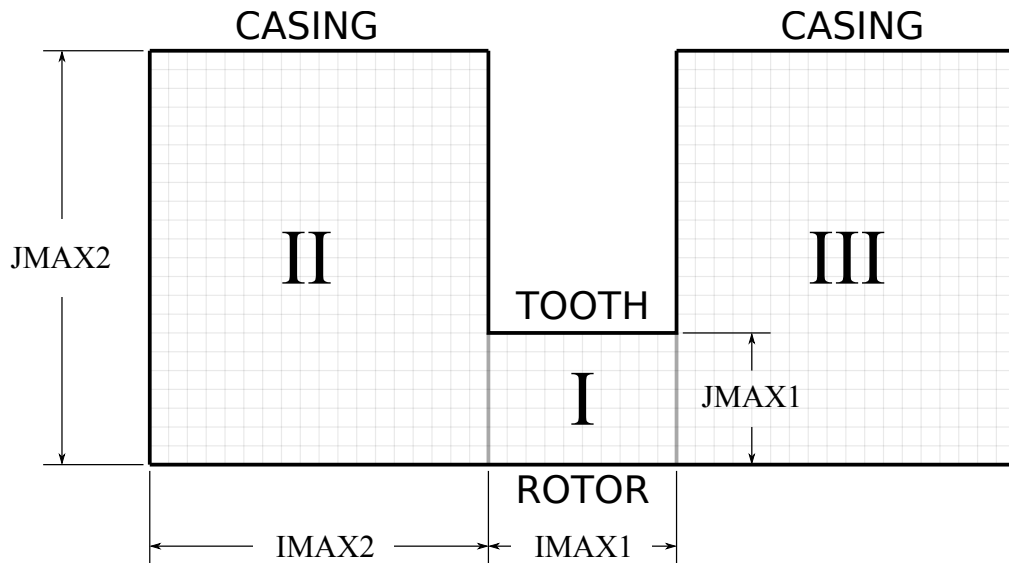 CASING
CASING
II
III
JMAX2
TOOTH
I
JMAX1
ROTOR
IMAX2
IMAX1